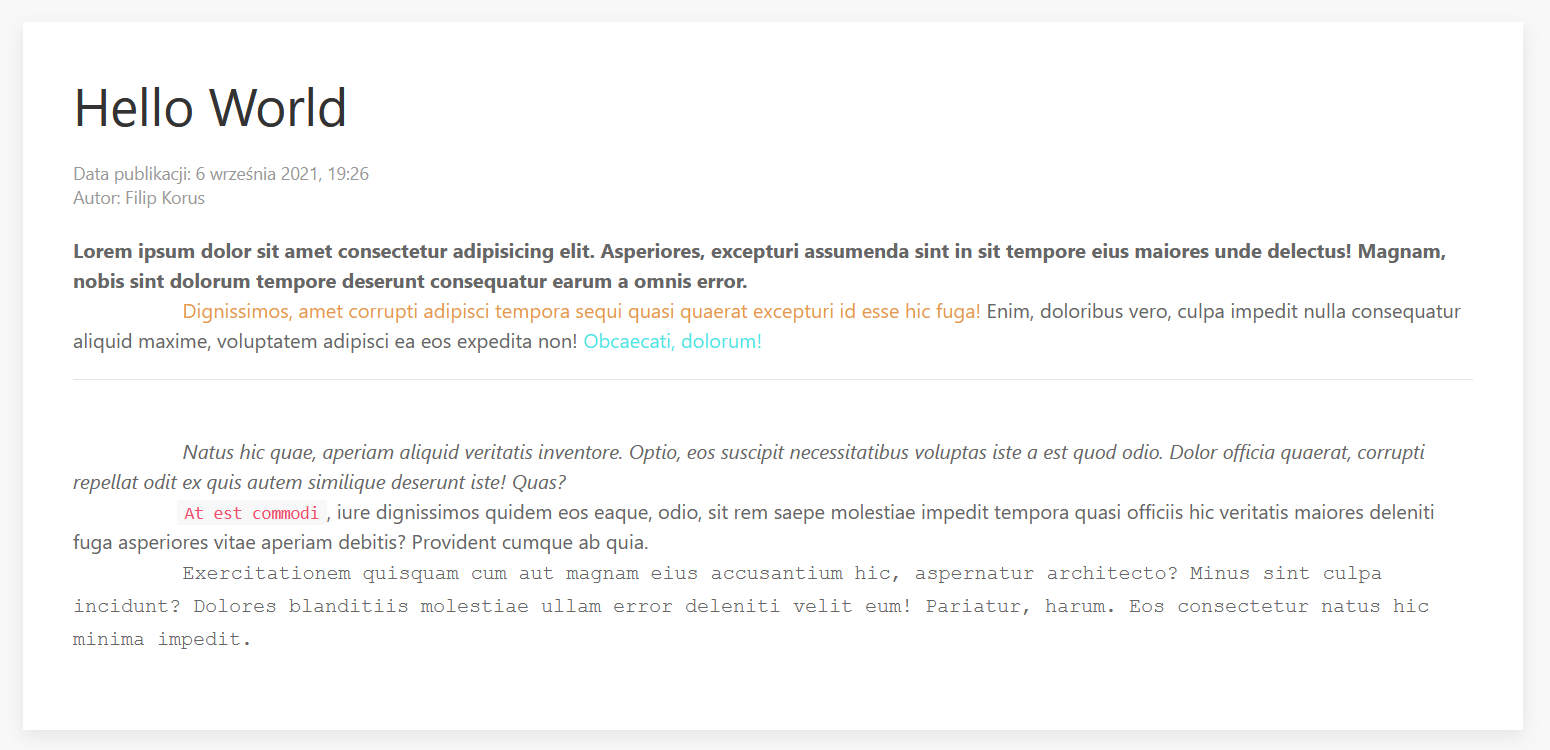 Hello World
Data publikacji: 6 września 2021, 19:26
Autor: Filip Korus
Lorem ipsum dolor sit amet consectetur adipisicing elit. Asperiores, excepturi assumenda sint in sit tempore eius maiores unde delectus! Magnam,
nobis sint dolorum tempore deserunt consequatur earum a omnis error.
Dignissimos, amet corrupti adipisci tempora sequi quasi quaerat excepturi id esse hic fuga! Enim, doloribus vero, culpa impedit nulla consequatur
aliquid maxime, voluptatem adipisci ea eos expedita non! Obcaecati, dolorum!
Natus hic quae, aperiam aliquid veritatis inventore. Optio, eos suscipit necessitatibus voluptas iste a est quod odio. Dolor officia quaerat, corrupti
repellat odit ex quis autem similique deserunt iste! Quas?
At est commodi, iure dignissimos quidem eos eaque, odio, sit rem saepe molestiae impedit tempora quasi officiis hic veritatis maiores deleniti
fuga asperiores vitae aperiam debitis? Provident cumque ab quia.
Exercitationem quisquam cum aut magnam eius accusantium hic, aspernatur architecto? Minus sint culpa
incidunt? Dolores blanditiis molestiae ullam error deleniti velit eum! Pariatur, harum. Eos consectetur natus hic
minima impedit.